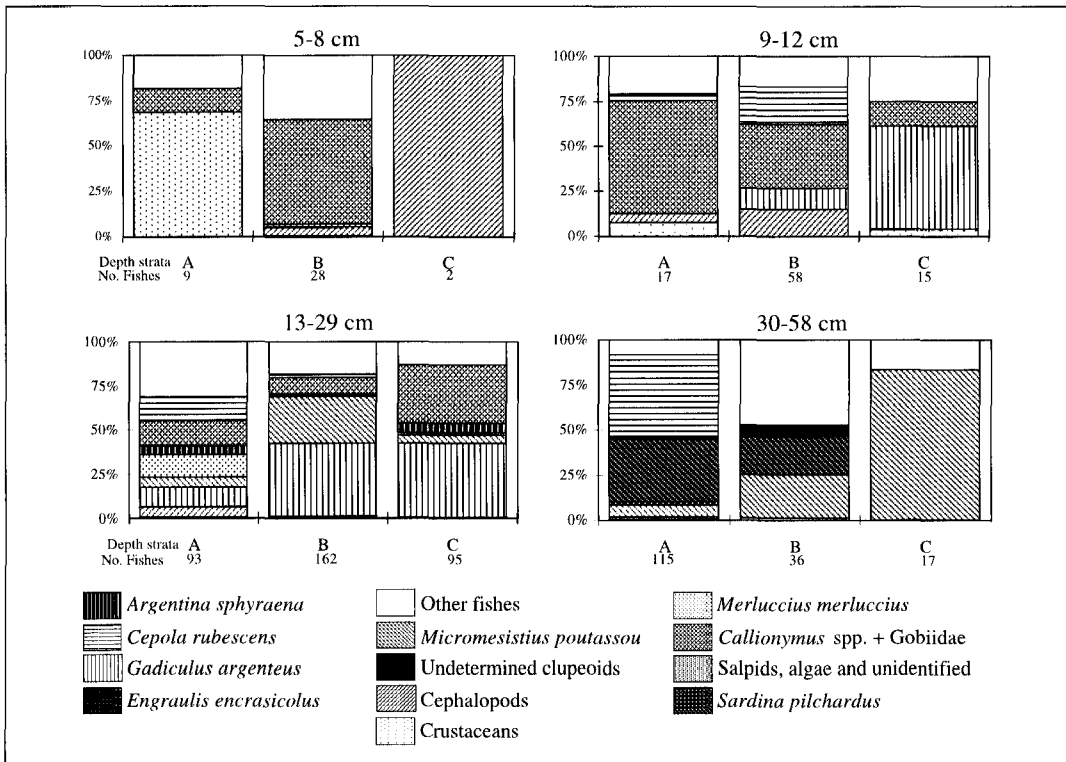 5-8 cm
9-12 cm
100%
75%
50%
25%
0%
100%
75%
50%
25%
0%
Depth strata A B C
No. Fishes 9 28 2
A B C
17 58 15
13-29 cm
30-58 cm
100%
75%
50%
25%
0%
100%
75%
50%
25%
0%
Depth strata A B C
No. Fishes 93 162 95
A B C
115 36 17
Argentina sphyraena
Cepola rubescens
Gadiculus argenteus
Engraulis encrasicolus
Other fishes
Micromesistius poutassou
Undetermined clupeoids
Cephalopods
Crustaceans
Merluccius merluccius
Callionymus spp. + Gobiidae
Salpids, algae and unidentified
Sardina pilchardus